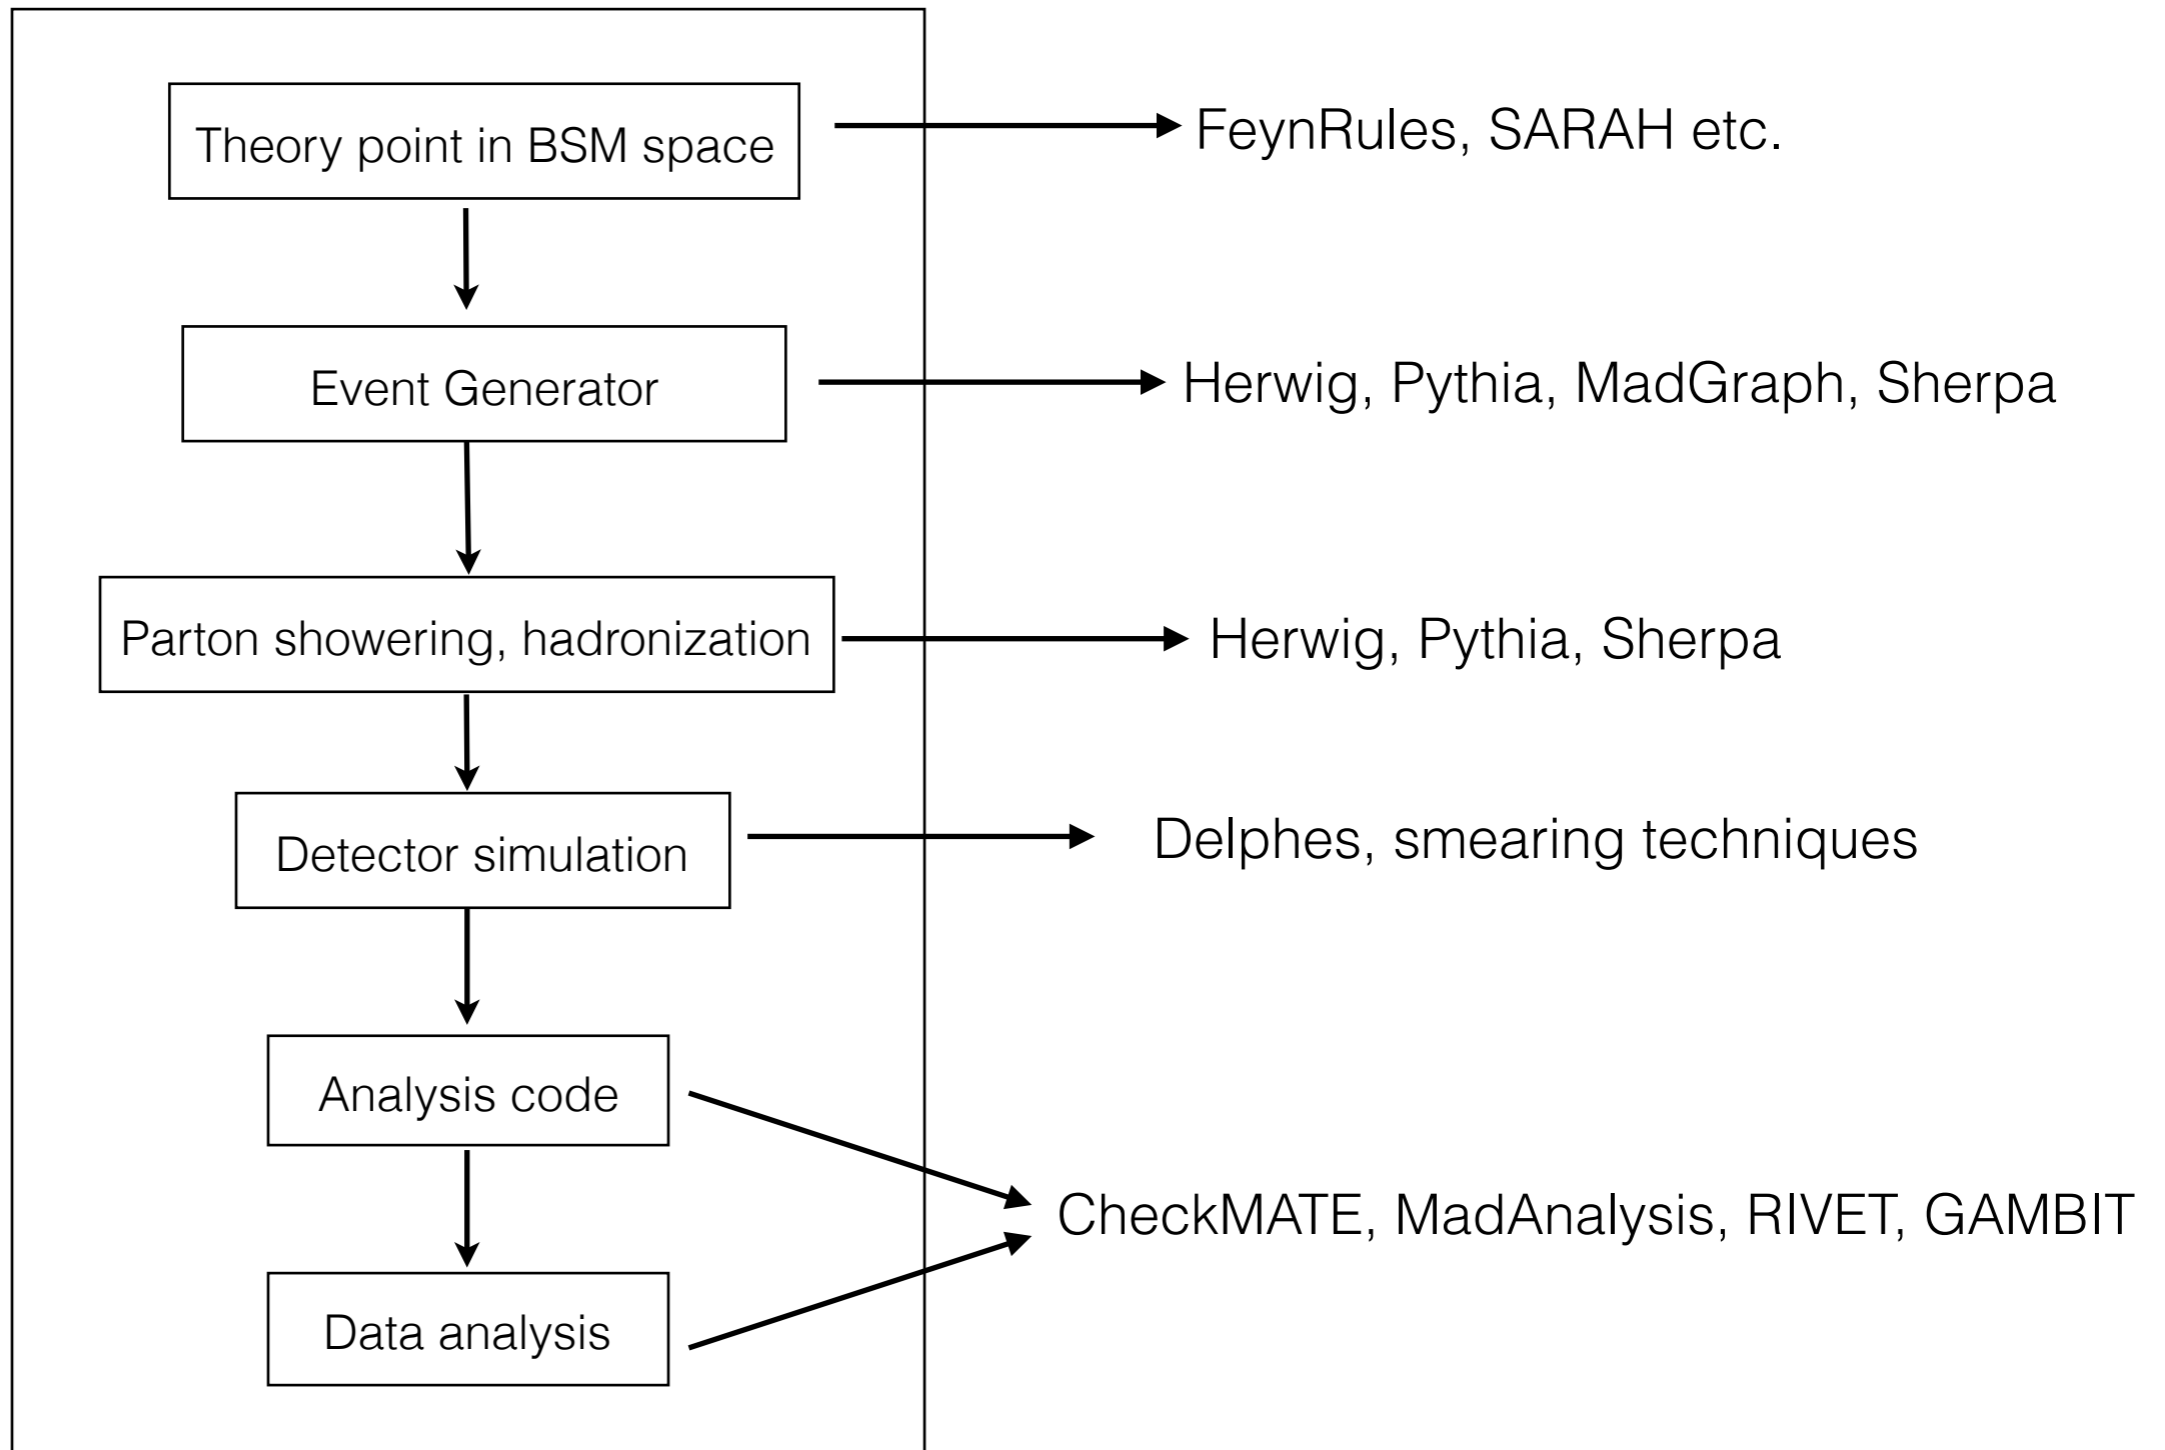 Theory point in BSM space
FeynRules, SARAH etc.
Event Generator
Herwig, Pythia, MadGraph, Sherpa
Parton showering, hadronization
Herwig, Pythia, Sherpa
Detector simulation
Delphes, smearing techniques
Analysis code
CheckMATE, MadAnalysis, RIVET, GAMBIT
Data analysis